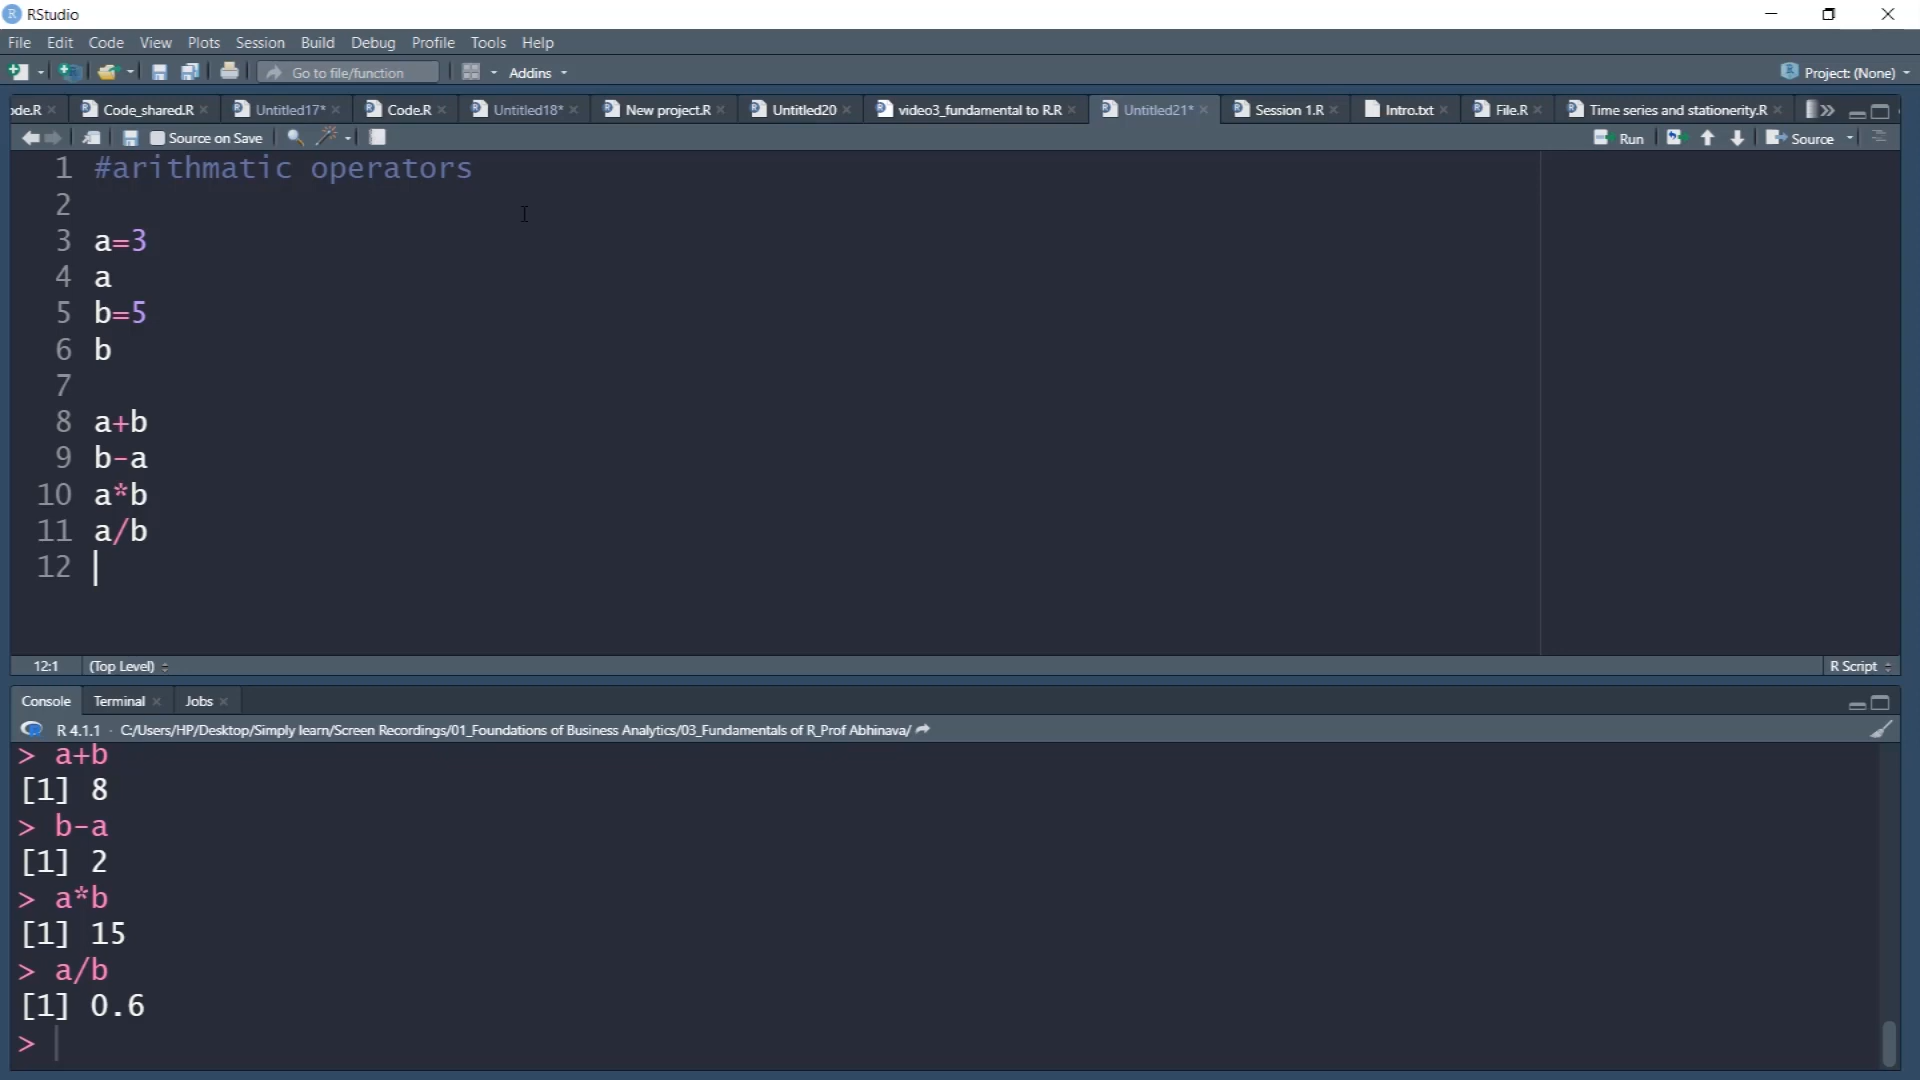 RStudio
File Edit Code View Plots Session Build Debug Profile Tools Help
Go to file/function Addins Project: (None)
ode.R Code_shared.R Untitled17* Code.R Untitled18* New project.R Untitled20 video3_fundamental to R.R Untitled21* Session 1.R Intro.txt File.R Time series and stationerity.R
Source on Save Run Source
1 #arithmatic operators
2
3 a=3
4 a
5 b=5
6 b
7
8 a+b
9 b-a
10 a*b
11 a/b
12
12:1 (Top Level) R Script
Console Terminal Jobs
R 4.1.1 · C:/Users/HP/Desktop/Simply learn/Screen Recordings/01_Foundations of Business Analytics/03_Fundamentals of R_Prof Abhinava/
> a+b
[1] 8
> b-a
[1] 2
> a*b
[1] 15
> a/b
[1] 0.6
>